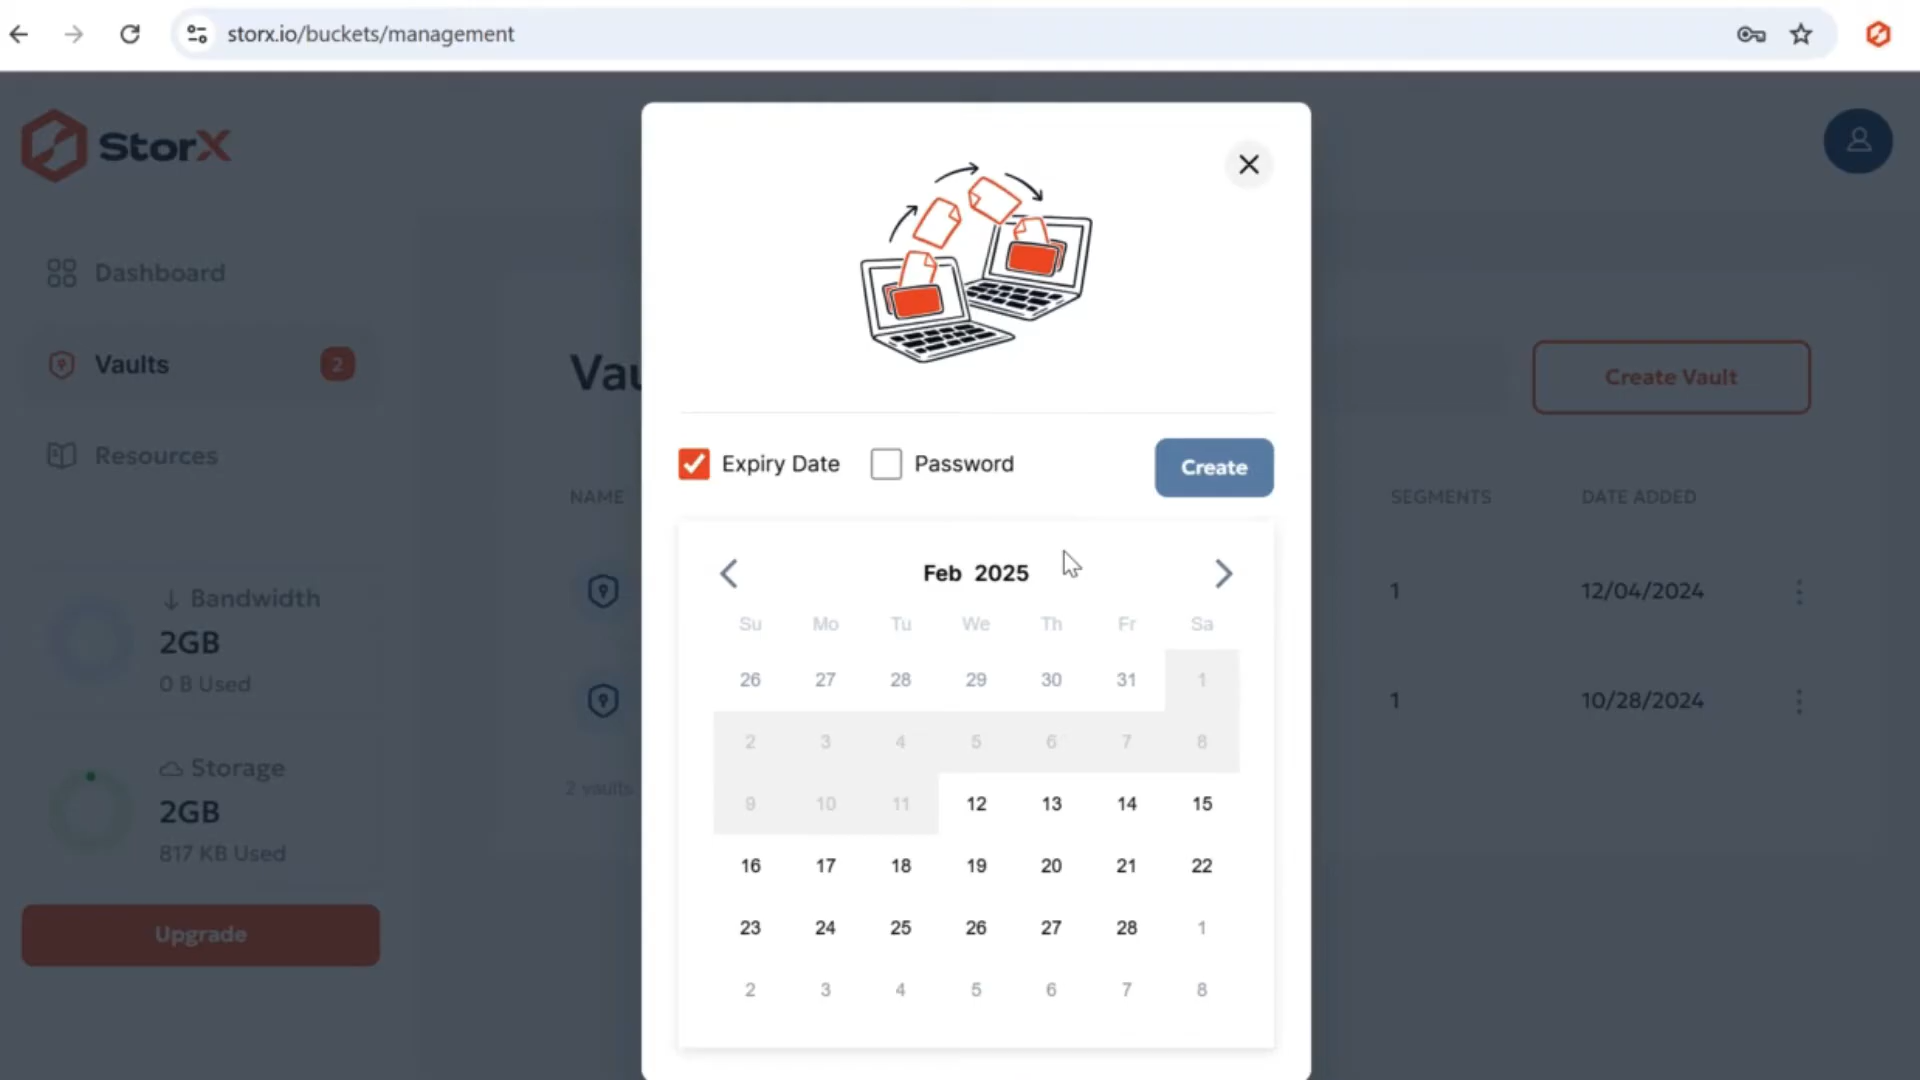 storx.io/buckets/management
StorX
Dashboard
Vaults 2
Resources
Bandwidth
2GB
0 B Used
Storage
2GB
817 KB Used
Upgrade
Vau
Create Vault
NAME SEGMENTS DATE ADDED
1 12/04/2024
1 10/28/2024
2 vaults
Expiry Date Password Create
Feb 2025
Su Mo Tu We Th Fr Sa
26 27 28 29 30 31 1
2 3 4 5 6 7 8
9 10 11 12 13 14 15
16 17 18 19 20 21 22
23 24 25 26 27 28 1
2 3 4 5 6 7 8